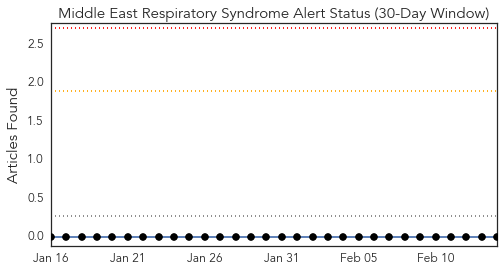 Middle East Respiratory Syndrome Alert Status (30-Day Window)
Articles Found
2.5
2.0
1.5
1.0
0.5
0.0
Jan 16 Jan 21 Jan 26 Jan 31 Feb 05 Feb 10